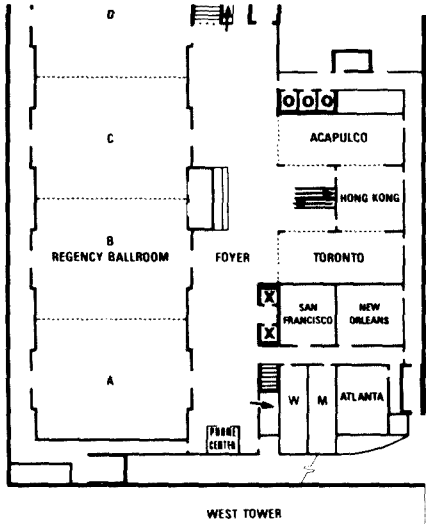 D
C
ACAPULCO
HONG KONG
B
REGENCY BALLROOM
FOYER
TORONTO
X
SAN
FRANCISCO
NEW
ORLEANS
X
A
W
M
ATLANTA
PHONE
CENTER
WEST TOWER